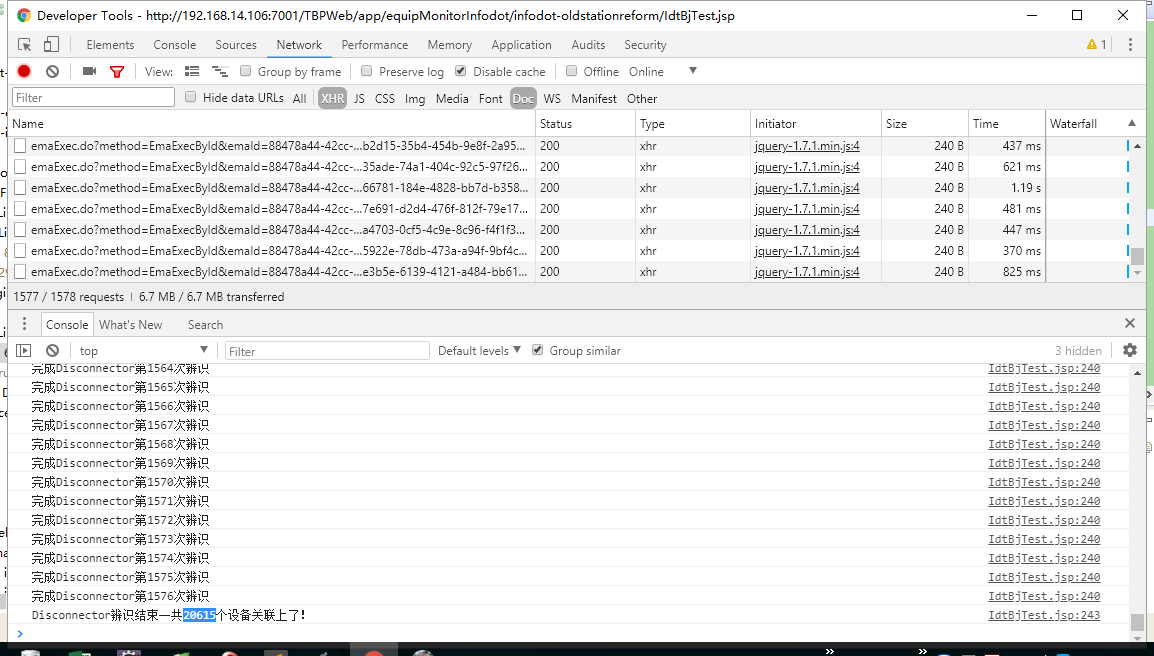 Developer Tools - http://192.168.14.106:7001/TBPWeb/app/equipMonitorInfodot/infodot-oldstationreform/IdtBjTest.jsp
Elements Console Sources Network Performance Memory Application Audits Security 1
View: Group by frame Preserve log Disable cache Offline Online
Filter Hide data URLs All XHR JS CSS Img Media Font Doc WS Manifest Other
Name Status Type Initiator Size Time Waterfall
emaExec.do?method=EmaExecById&emaId=88478a44-42cc-...b2d15-35b4-454b-9e8f-2a95... 200 xhr jquery-1.7.1.min.js:4 240 B 437 ms
emaExec.do?method=EmaExecById&emaId=88478a44-42cc-...35ade-74a1-404c-92c5-97f26... 200 xhr jquery-1.7.1.min.js:4 240 B 621 ms
emaExec.do?method=EmaExecById&emaId=88478a44-42cc-...66781-184e-4828-bb7d-b358... 200 xhr jquery-1.7.1.min.js:4 240 B 1.19 s
emaExec.do?method=EmaExecById&emaId=88478a44-42cc-...7e691-d2d4-476f-812f-79e17... 200 xhr jquery-1.7.1.min.js:4 240 B 481 ms
emaExec.do?method=EmaExecById&emaId=88478a44-42cc-...a4703-0cf5-4c9e-8c96-f4f1f3... 200 xhr jquery-1.7.1.min.js:4 240 B 447 ms
emaExec.do?method=EmaExecById&emaId=88478a44-42cc-...5922e-78db-473a-a94f-9bf4c... 200 xhr jquery-1.7.1.min.js:4 240 B 370 ms
emaExec.do?method=EmaExecById&emaId=88478a44-42cc-...e3b5e-6139-4121-a484-bb61... 200 xhr jquery-1.7.1.min.js:4 240 B 825 ms
1577 / 1578 requests | 6.7 MB / 6.7 MB transferred
Console What's New Search
top Filter Default levels Group similar 3 hidden
完成Disconnector第1564次辨识 IdtBjTest.jsp:240
完成Disconnector第1565次辨识 IdtBjTest.jsp:240
完成Disconnector第1566次辨识 IdtBjTest.jsp:240
完成Disconnector第1567次辨识 IdtBjTest.jsp:240
完成Disconnector第1568次辨识 IdtBjTest.jsp:240
完成Disconnector第1569次辨识 IdtBjTest.jsp:240
完成Disconnector第1570次辨识 IdtBjTest.jsp:240
完成Disconnector第1571次辨识 IdtBjTest.jsp:240
完成Disconnector第1572次辨识 IdtBjTest.jsp:240
完成Disconnector第1573次辨识 IdtBjTest.jsp:240
完成Disconnector第1574次辨识 IdtBjTest.jsp:240
完成Disconnector第1575次辨识 IdtBjTest.jsp:240
完成Disconnector第1576次辨识 IdtBjTest.jsp:240
Disconnector辨识结束一共20615个设备关联上了! IdtBjTest.jsp:243